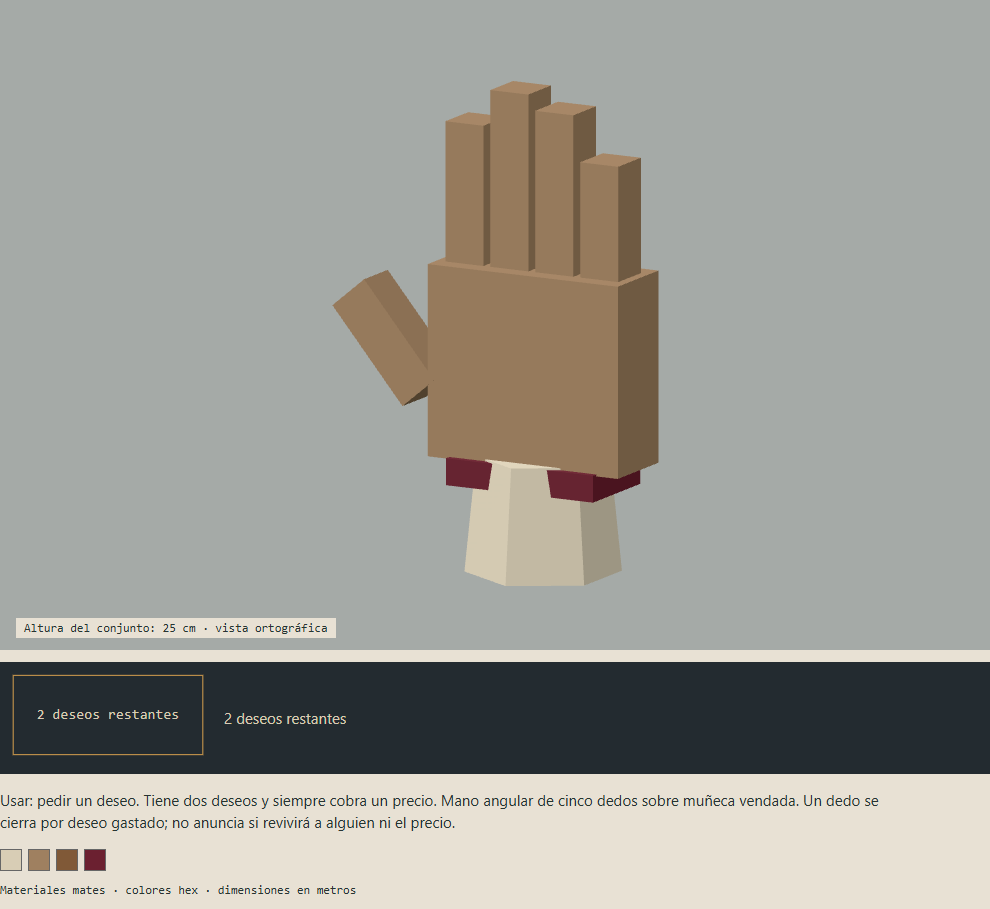 Altura del conjunto: 25 cm · vista ortográfica
2 deseos restantes
2 deseos restantes
Usar: pedir un deseo. Tiene dos deseos y siempre cobra un precio. Mano angular de cinco dedos sobre muñeca vendada. Un dedo se
cierra por deseo gastado; no anuncia si revivirá a alguien ni el precio.
Materiales mates · colores hex · dimensiones en metros